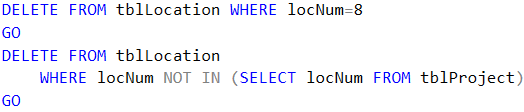 DELETE FROM tblLocation WHERE locNum=8
GO
DELETE FROM tblLocation
    WHERE locNum NOT IN (SELECT locNum FROM tblProject)
GO